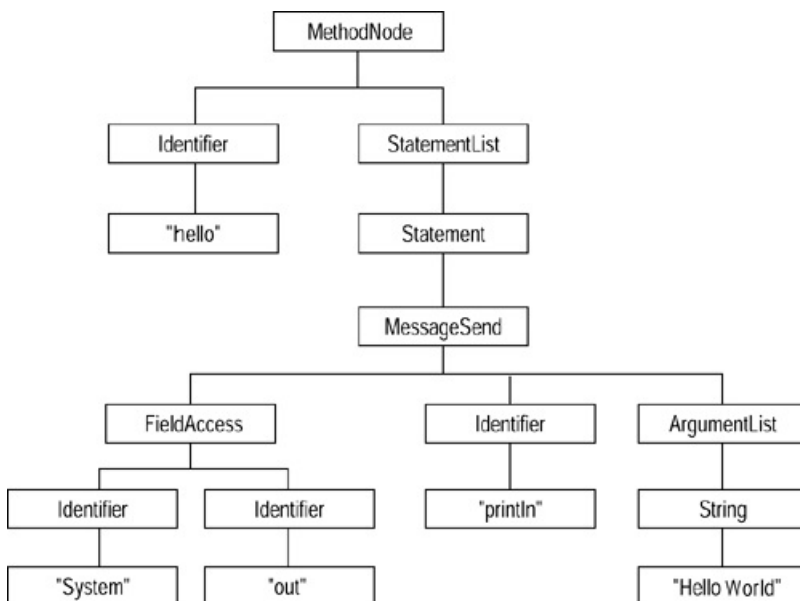 MethodNode
Identifier StatementList
"hello" Statement
MessageSend
FieldAccess Identifier ArgumentList
Identifier Identifier "println" String
"System" "out" "Hello World"